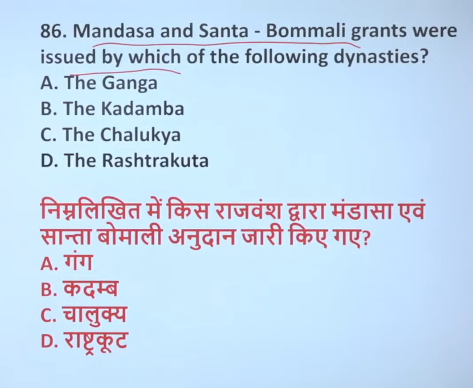 86. Mandasa and Santa - Bommali grants were
issued by which of the following dynasties?
A. The Ganga
B. The Kadamba
C. The Chalukya
D. The Rashtrakuta
निम्नलिखित में किस राजवंश द्वारा मंडासा एवं
सान्ता बोमाली अनुदान जारी किए गए?
A. गंग
B. कदम्ब
C. चालुक्य
D. राष्ट्रकूट